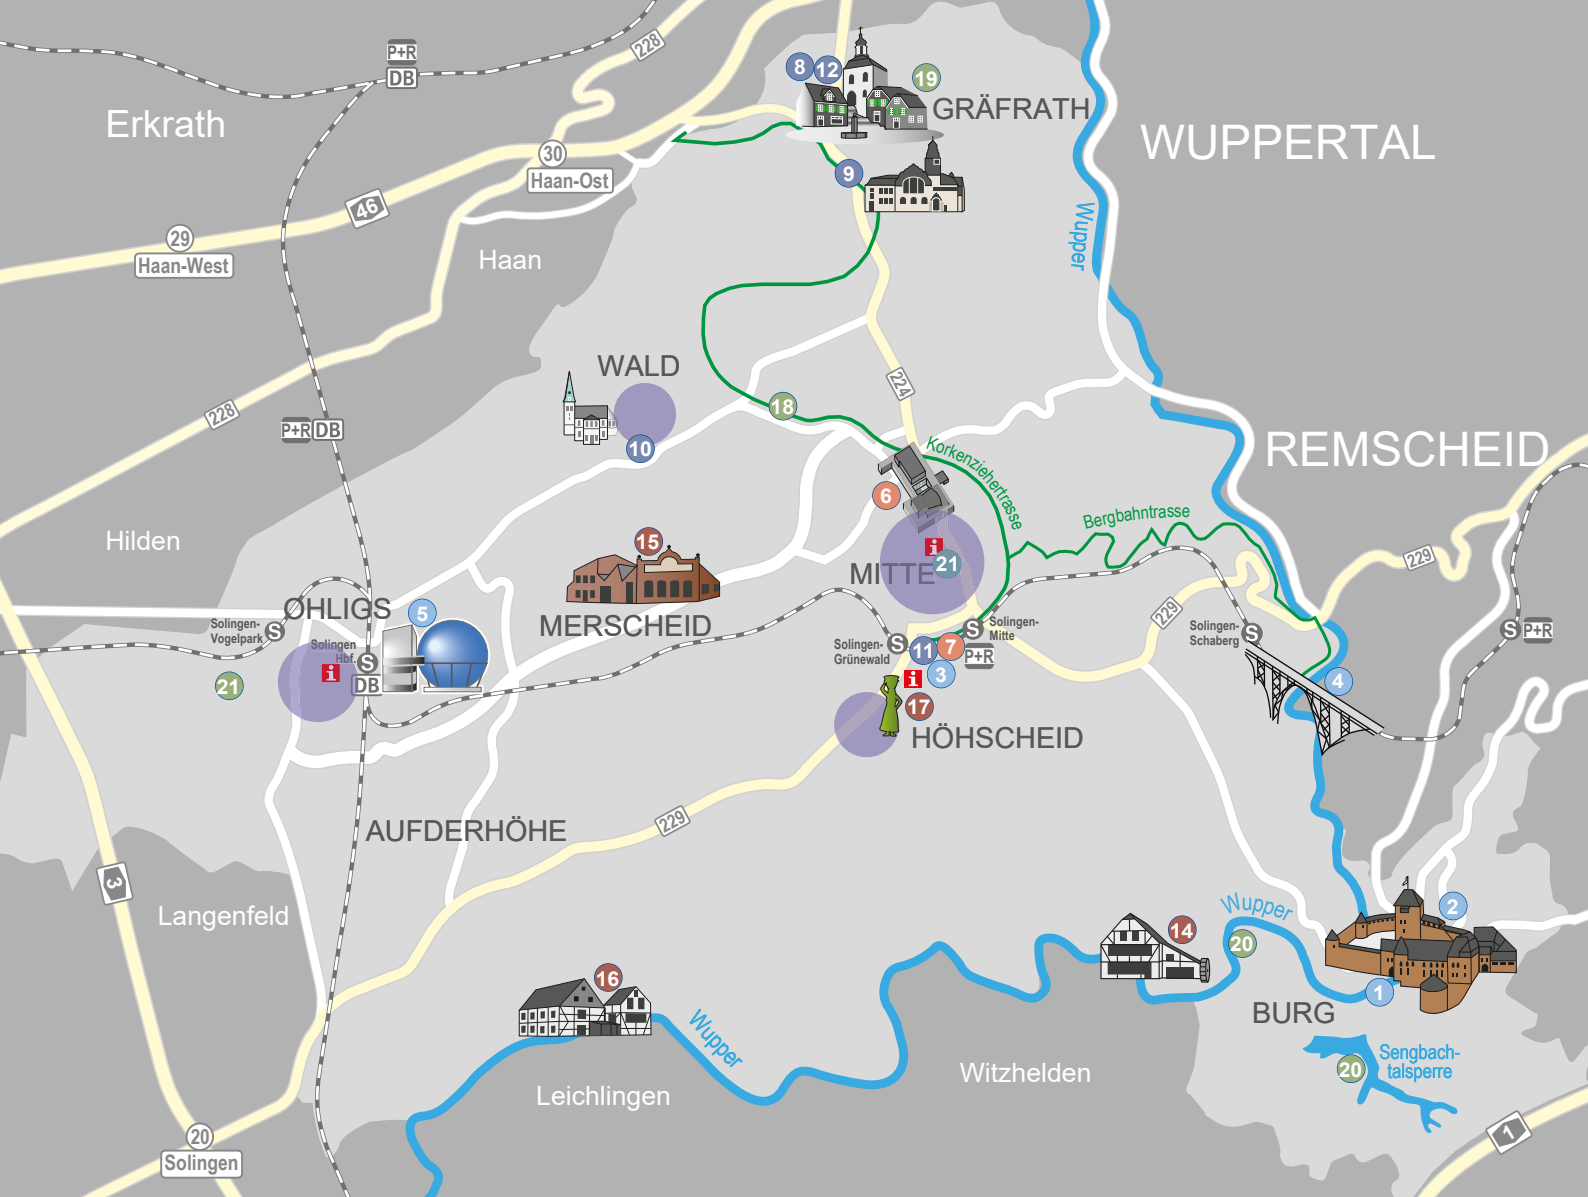 P+R
DB
228
8
12
19
GRÄFRATH
Erkrath
WUPPERTAL
30
Haan-Ost
9
46
29
Haan-West
Haan
Wupper
WALD
224
228
18
P+R DB
10
Korkenziehertrasse
REMSCHEID
6
Bergbahntrasse
Hilden
15
i
MITTE
21
229
229
OHLIGS
5
Solingen-
Vogelpark
S
MERSCHEID
Solingen-
Mitte
S
Solingen-
Schaberg
S
S
P+R
Solingen
Hbf.
S
DB
i
21
Solingen-
Grünewald
S
11
7
P+R
3
i
17
4
HÖHSCHEID
229
AUFDERHÖHE
3
Langenfeld
Wupper
2
14
20
16
1
BURG
Wupper
Sengbach-
talsperre
20
Witzhelden
Leichlingen
20
Solingen
1